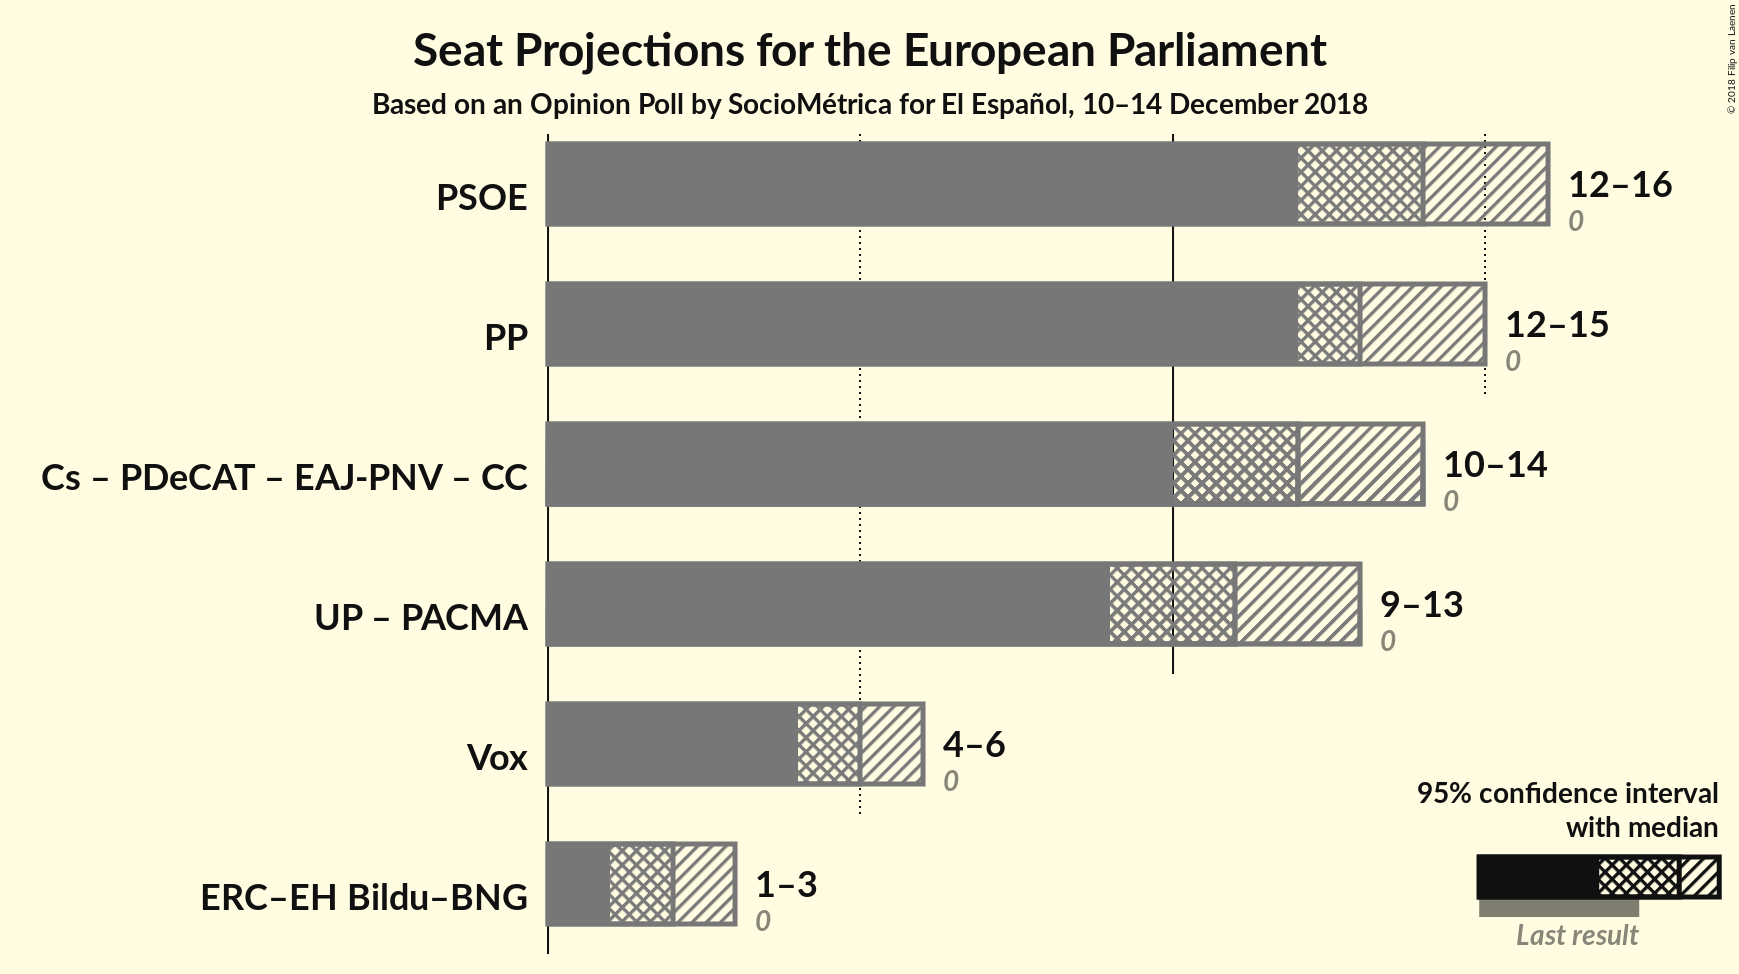 Seat Projections for the European Parliament
Based on an Opinion Poll by SocioMétrica for El Español, 10–14 December 2018
© 2018 Filip van Laenen
PSOE
12–16
0
PP
12–15
0
Cs – PDeCAT – EAJ-PNV – CC
10–14
0
UP – PACMA
9–13
0
Vox
4–6
0
ERC–EH Bildu–BNG
1–3
0
95% confidence interval
with median
Last result